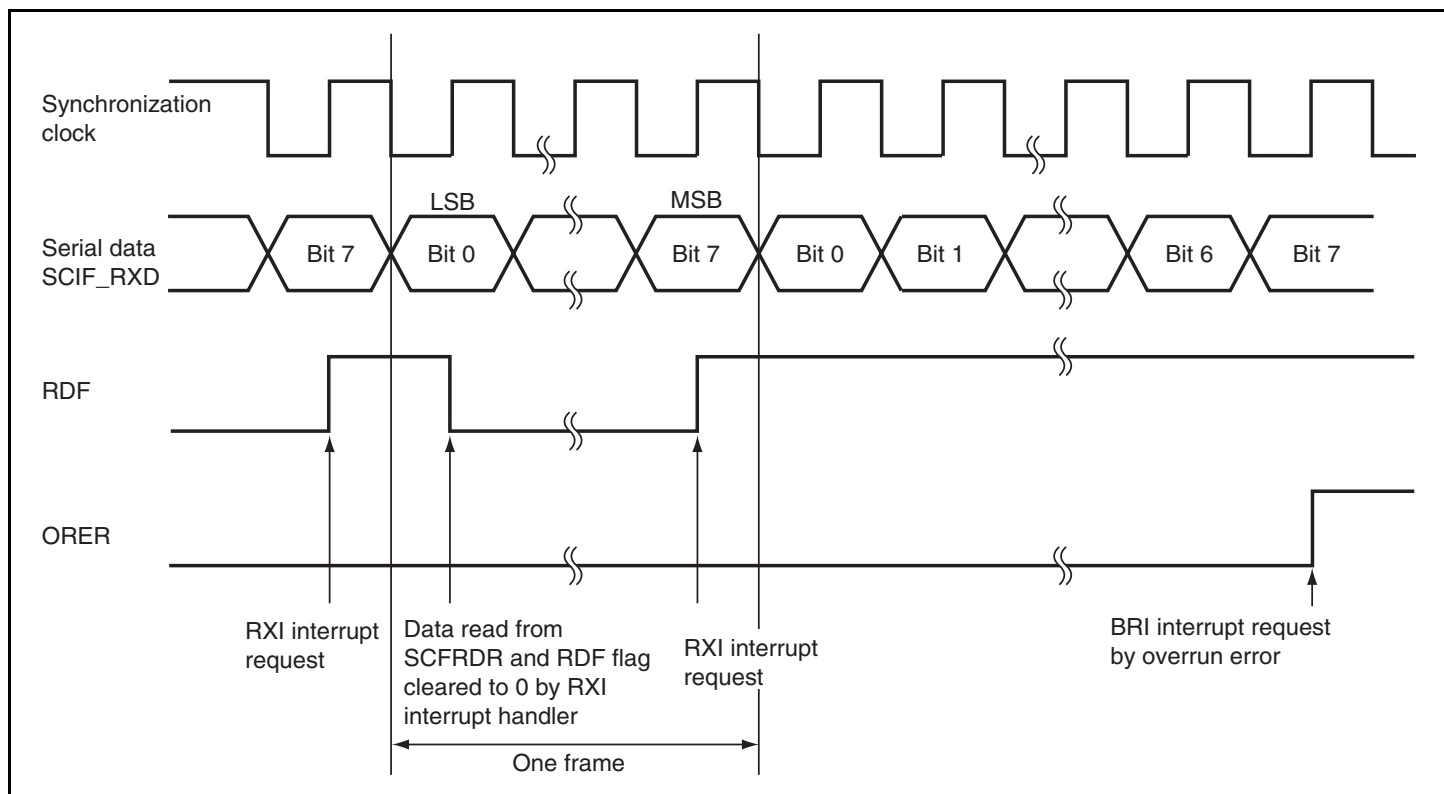 Synchronization
clock
LSB
MSB
Serial data
SCIF_RXD
Bit 7
Bit 0
Bit 7
Bit 0
Bit 1
Bit 6
Bit 7
RDF
ORER
RXI interrupt
request
Data read from
SCFRDR and RDF flag
cleared to 0 by RXI
interrupt handler
RXI interrupt
request
BRI interrupt request
by overrun error
One frame